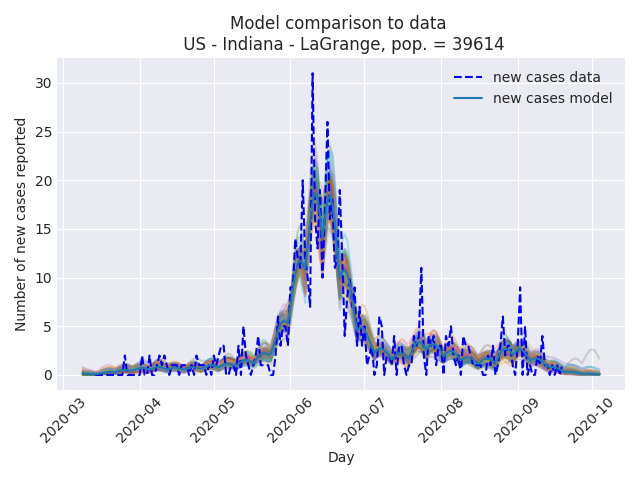 Model comparison to data
US - Indiana - LaGrange, pop. = 39614
new cases data
new cases model
Number of new cases reported
30
25
20
15
10
5
0
2020-03
2020-04
2020-05
2020-06
2020-07
2020-08
2020-09
2020-10
Day